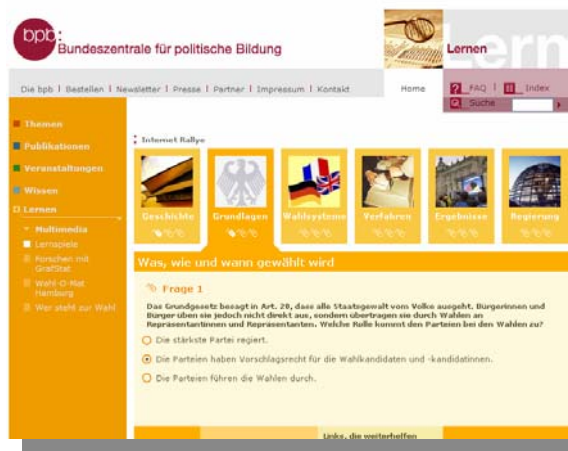 bpb:
Bundeszentrale für politische Bildung
Lernen
Lern
Die bpb | Bestellen | Newsletter | Presse | Partner | Impressum | Kontakt
Home
? FAQ | Index
Suche
Themen
Publikationen
Veranstaltungen
Wissen
Lernen
Multimedia
Lernspiele
Forschen mit
GrafStat
Wahl-O-Mat
Hamburg
Wer steht zur Wahl
Internet Rallye
Geschichte
Grundlagen
Wahlsysteme
Verfahren
Ergebnisse
Regierung
Was, wie und wann gewählt wird
Frage 1
Das Grundgesetz besagt in Art. 20, dass alle Staatsgewalt vom Volke ausgeht. Bürgerinnen und
Bürger üben sie jedoch nicht direkt aus, sondern übertragen sie durch Wahlen an
Repräsentantinnen und Repräsentanten. Welche Rolle kommt den Parteien bei den Wahlen zu?
Die stärkste Partei regiert.
Die Parteien haben Vorschlagsrecht für die Wahlkandidaten und -kandidatinnen.
Die Parteien führen die Wahlen durch.
Links, die weiterhelfen